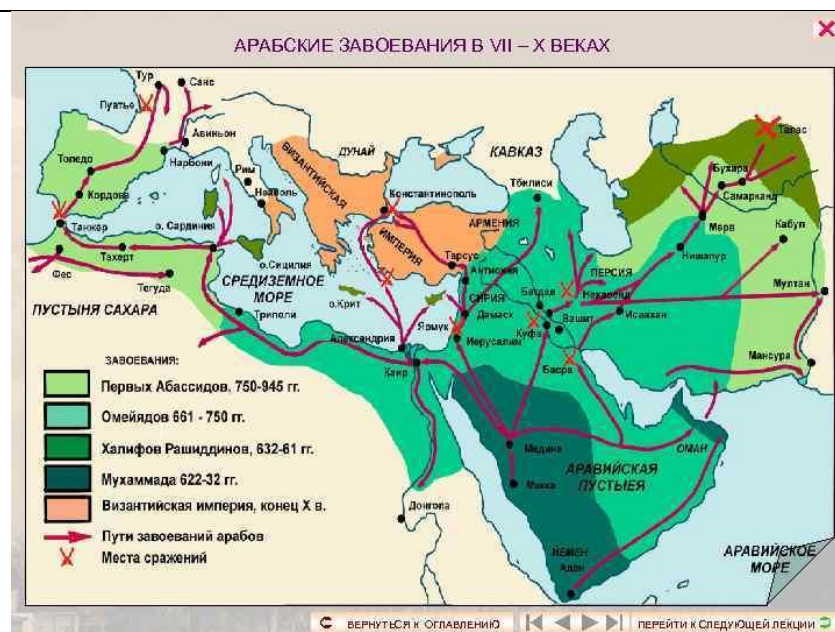 АРАБСКИЕ ЗАВОЕВАНИЯ В VII – X ВЕКАХ
Тур
Санс
Пуатье
Авиньон
Нарбони
Толедо
Кордова
Танжер
Фес
Тахерт
Тегуда
о. Сардиния
Рим
Неаполь
о.Сицилия
СРЕДИЗЕМНОЕ
МОРЕ
ПУСТЫНЯ САХАРА
Триполи
ВИЗАНТИЙСКАЯ
ИМПЕРИЯ
ДУНАЙ
Константинополь
КАВКАЗ
Тбилиси
АРМЕНИЯ
Тарсус
Антиохия
СИРИЯ
Дамаск
о.Крит
Ярмук
Иерусалим
Александрия
Каир
Багдад
Куфа
Васит
Басра
ПЕРСИЯ
Нехавенд
Исаахан
Нишапур
Мерв
Бухара
Самарканд
Талас
Кабул
Мултан
Мансура
Медина
Мекка
АРАВИЙСКАЯ
ПУСТЫЕЯ
ОМАН
ЙЕМЕН
Аден
Донгола
АРАВИЙСКОЕ
МОРЕ
ЗАВОЕВАНИЯ:
Первых Абассидов, 750-945 гг.
Омейядов 661 - 750 гг.
Халифов Рашиддинов, 632-61 гг.
Мухаммада 622-32 гг.
Византийская империя, конец X в.
Пути завоеваний арабов
Места сражений
ВЕРНУТЬСЯ К ОГЛАВЛЕНИЮ
ПЕРЕЙТИ К СЛЕДУЮЩЕЙ ЛЕКЦИИ